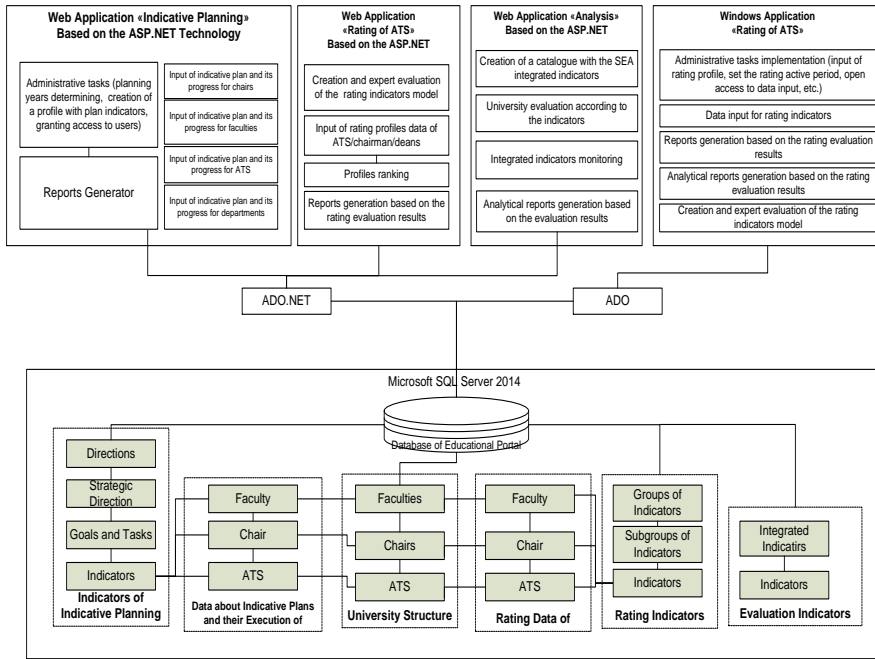 Web Application «Indicative Planning»
Based on the ASP.NET Technology
Administrative tasks (planning
years determining, creation of
a profile with plan indicators,
granting access to users)
Reports Generator
Input of indicative plan and its
progress for chairs
Input of indicative plan and its
progress for faculties
Input of indicative plan and its
progress for ATS
Input of indicative plan and its
progress for departments
Web Application
«Rating of ATS»
Based on the ASP.NET
Creation and expert evaluation
of the rating indicators model
Input of rating profiles data of
ATS/chairman/deans
Profiles ranking
Reports generation based on the
rating evaluation results
Web Application «Analysis»
Based on the ASP.NET
Creation of a catalogue with the SEA
integrated indicators
University evaluation according to
the indicators
Integrated indicators monitoring
Analytical reports generation based
on the evaluation results
Windows Application
«Rating of ATS»
Administrative tasks implementation (input of
rating profile, set the rating active period, open
access to data input, etc.)
Data input for rating indicators
Reports generation based on the rating evaluation
results
Analytical reports generation based on the rating
evaluation results
Creation and expert evaluation of the rating
indicators model
ADO.NET
ADO
Microsoft SQL Server 2014
Database of Educational Portal
Directions
Strategic
Direction
Goals and Tasks
Indicators
Indicators of
Indicative Planning
Faculty
Chair
ATS
Data about Indicative Plans
and their Execution of
Faculties
Chairs
ATS
University Structure
Faculty
Chair
ATS
Rating Data of
Groups of
Indicators
Subgroups of
Indicators
Indicators
Rating Indicators
Integrated
Indicatirs
Indicators
Evaluation Indicators